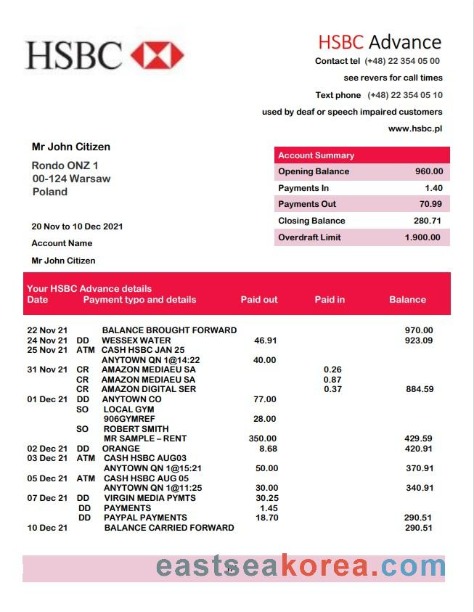 HSBC
HSBC Advance
Contact tel (+48) 22 354 05 00
see revers for call times
Text phone (+48) 22 354 05 10
used by deaf or speech impaired customers
www.hsbc.pl
Mr John Citizen
Rondo ONZ 1
00-124 Warsaw
Poland
Account Summary
Opening Balance 960.00
Payments In 1.40
Payments Out 70.99
Closing Balance 280.71
Overdraft Limit 1.900.00
20 Nov to 10 Dec 2021
Account Name
Mr John Citizen
Your HSBC Advance details
Date Payment typo and details Paid out Paid in Balance
22 Nov 21 BALANCE BROUGHT FORWARD 970.00
24 Nov 21 DD WESSEX WATER 46.91 923.09
25 Nov 21 ATM CASH HSBC JAN 25
ANYTOWN QN 1@14:22 40.00
31 Nov 21 CR AMAZON MEDIAEU SA 0.26
CR AMAZON MEDIAEU SA 0.87
CR AMAZON DIGITAL SER 0.37 884.59
01 Dec 21 DD ANYTOWN CO 77.00
SO LOCAL GYM
906GYMREF 28.00
SO ROBERT SMITH
MR SAMPLE – RENT 350.00 429.59
02 Dec 21 DD ORANGE 8.68 420.91
03 Dec 21 ATM CASH HSBC AUG03
ANYTOWN QN 1@15:21 50.00 370.91
05 Dec 21 ATM CASH HSBC AUG 05
ANYTOWN QN 1@11:25 30.00 340.91
07 Dec 21 DD VIRGIN MEDIA PYMTS 30.25
DD PAYMENTS 1.45
DD PAYPAL PAYMENTS 18.70 290.51
10 Dec 21 BALANCE CARRIED FORWARD 290.51
eastseakorea.com